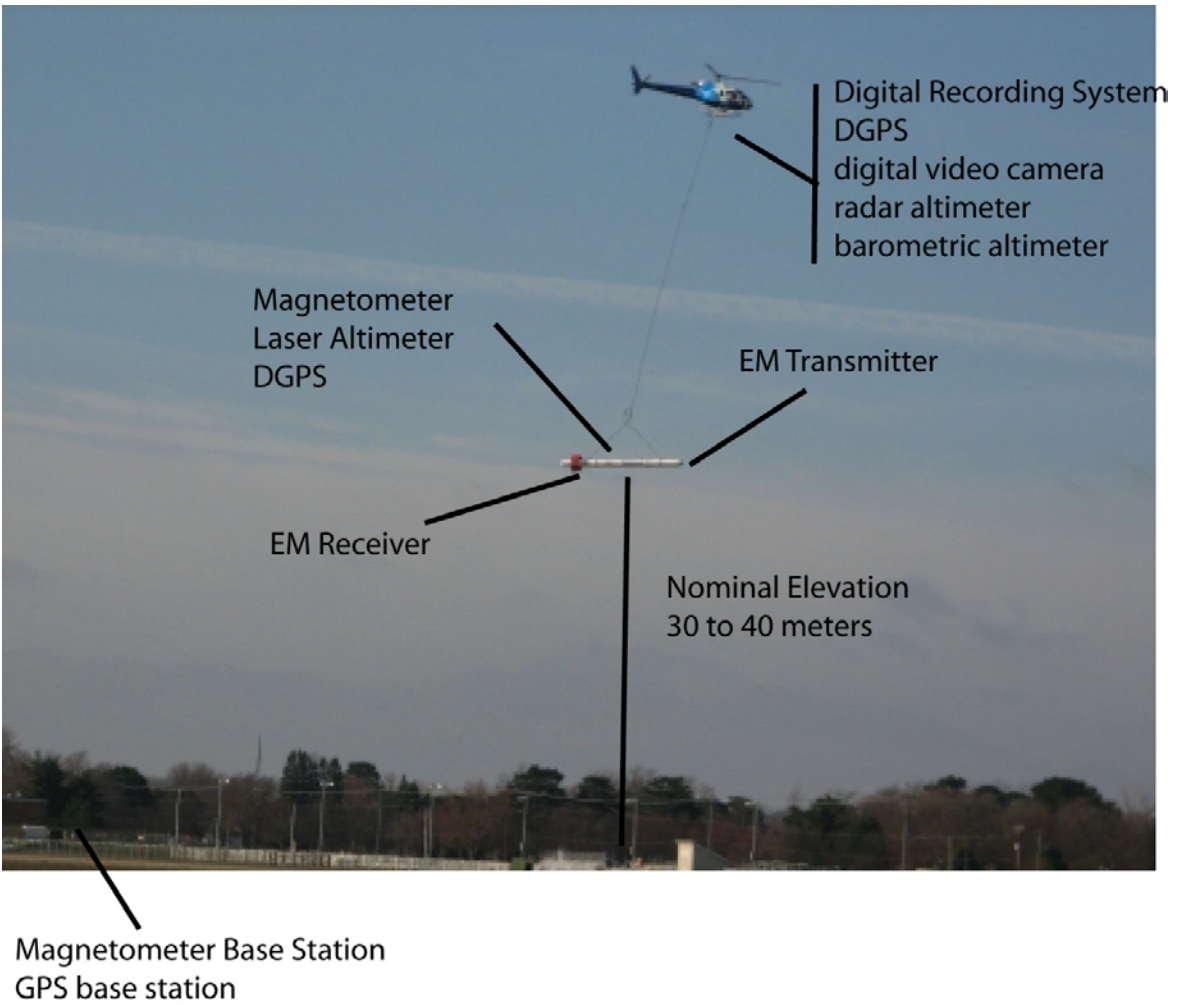 Digital Recording System
DGPS
digital video camera
radar altimeter
barometric altimeter
Magnetometer
Laser Altimeter
DGPS
EM Transmitter
EM Receiver
Nominal Elevation
30 to 40 meters
Magnetometer Base Station
GPS base station